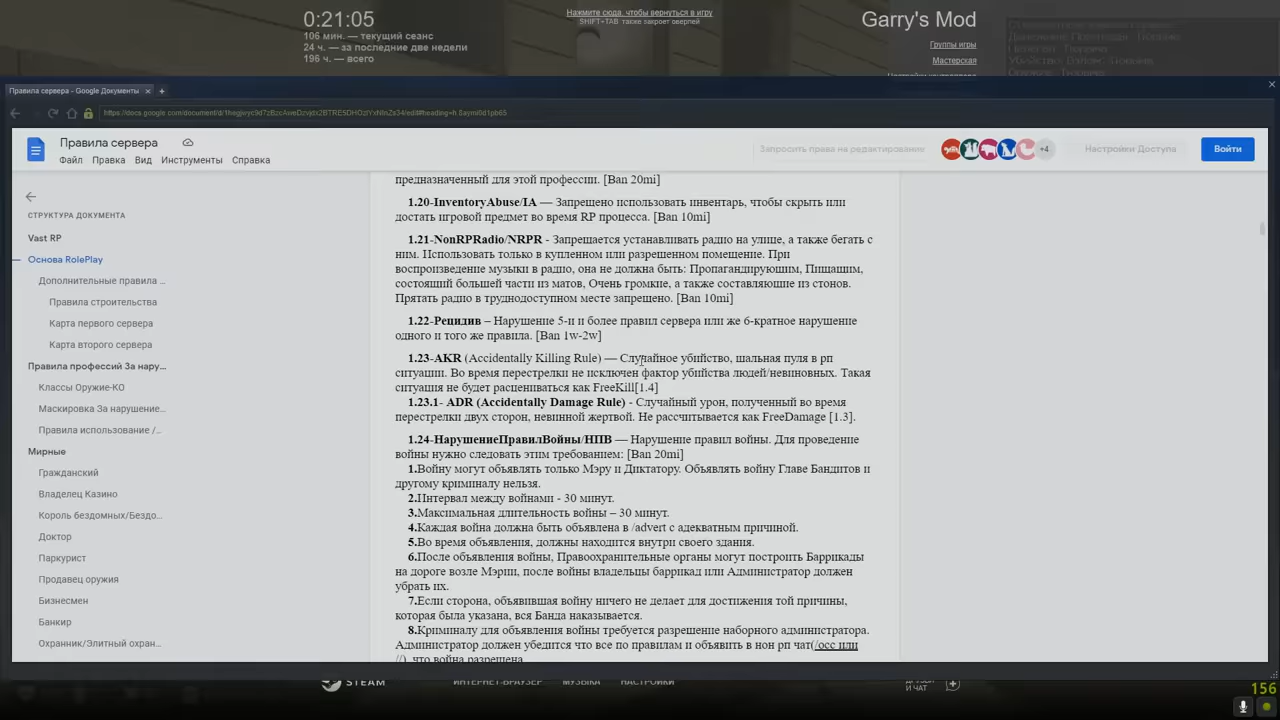 0:21:05
106 мин. — текущий сеанс
24 ч. — за последние две недели
196 ч. — всего
Нажмите сюда, чтобы вернуться в игру
SHIFT+TAB также закроет оверлей
Garry's Mod
Группы игры
Мастерская
Правила сервера - Google Документы
Правила сервера
Файл Правка Вид Инструменты Справка
Запросить права на редактирование
+4
Настройки Доступа
Войти
СТРУКТУРА ДОКУМЕНТА
Vast RP
Основа RolePlay
Дополнительные правила ...
Правила строительства
Карта первого сервера
Карта второго сервера
Правила профессий За нару...
Классы Оружие-КО
Маскировка За нарушение...
Правила использование /...
Мирные
Гражданский
Владелец Казино
Король бездомных/Бездо...
Доктор
Паркурист
Продавец оружия
Бизнесмен
Банкир
Охранник/Элитный охран...
предназначенный для этой профессии. [Ban 20mi]
1.20-InventoryAbuse/IA — Запрещено использовать инвентарь, чтобы скрыть или
достать игровой предмет во время RP процесса. [Ban 10mi]
1.21-NonRPRadio/NRPR - Запрещается устанавливать радио на улице, а также бегать с
ним. Использовать только в купленном или разрешенном помещение. При
воспроизведение музыки в радио, она не должна быть: Пропагандирующим, Пищащим,
состоящий большей части из матов, Очень громкие, а также составляющие из стонов.
Прятать радио в труднодоступном месте запрещено. [Ban 10mi]
1.22-Рецидив – Нарушение 5-и и более правил сервера или же 6-кратное нарушение
одного и того же правила. [Ban 1w-2w]
1.23-AKR (Accidentally Killing Rule) — Случайное убийство, шальная пуля в рп
ситуации. Во время перестрелки не исключен фактор убийства людей/невиновных. Такая
ситуация не будет расцениваться как FreeKill[1.4]
1.23.1- ADR (Accidentally Damage Rule) - Случайный урон, полученный во время
перестрелки двух сторон, невинной жертвой. Не рассчитывается как FreeDamage [1.3].
1.24-НарушениеПравилВойны/НПВ — Нарушение правил войны. Для проведение
войны нужно следовать этим требованием: [Ban 20mi]
1.Войну могут объявлять только Мэру и Диктатору. Объявлять войну Главе Бандитов и
другому криминалу нельзя.
2.Интервал между войнами - 30 минут.
3.Максимальная длительность войны – 30 минут.
4.Каждая война должна быть объявлена в /advert с адекватным причиной.
5.Во время объявления, должны находится внутри своего здания.
6.После объявления войны, Правоохранительные органы могут построить Баррикады
на дороге возле Мэрии, после войны владельцы баррикад или Администратор должен
убрать их.
7.Если сторона, объявившая войну ничего не делает для достижения той причины,
которая была указана, вся Банда наказывается.
8.Криминалу для объявления войны требуется разрешение наборного администратора.
Администратор должен убедится что все по правилам и объявить в нон рп чат(/осс или
//), что война разрешена
STEAM
ИНТЕРНЕТ-БРАУЗЕР МУЗЫКА НАСТРОЙКИ
И ЧАТ
156